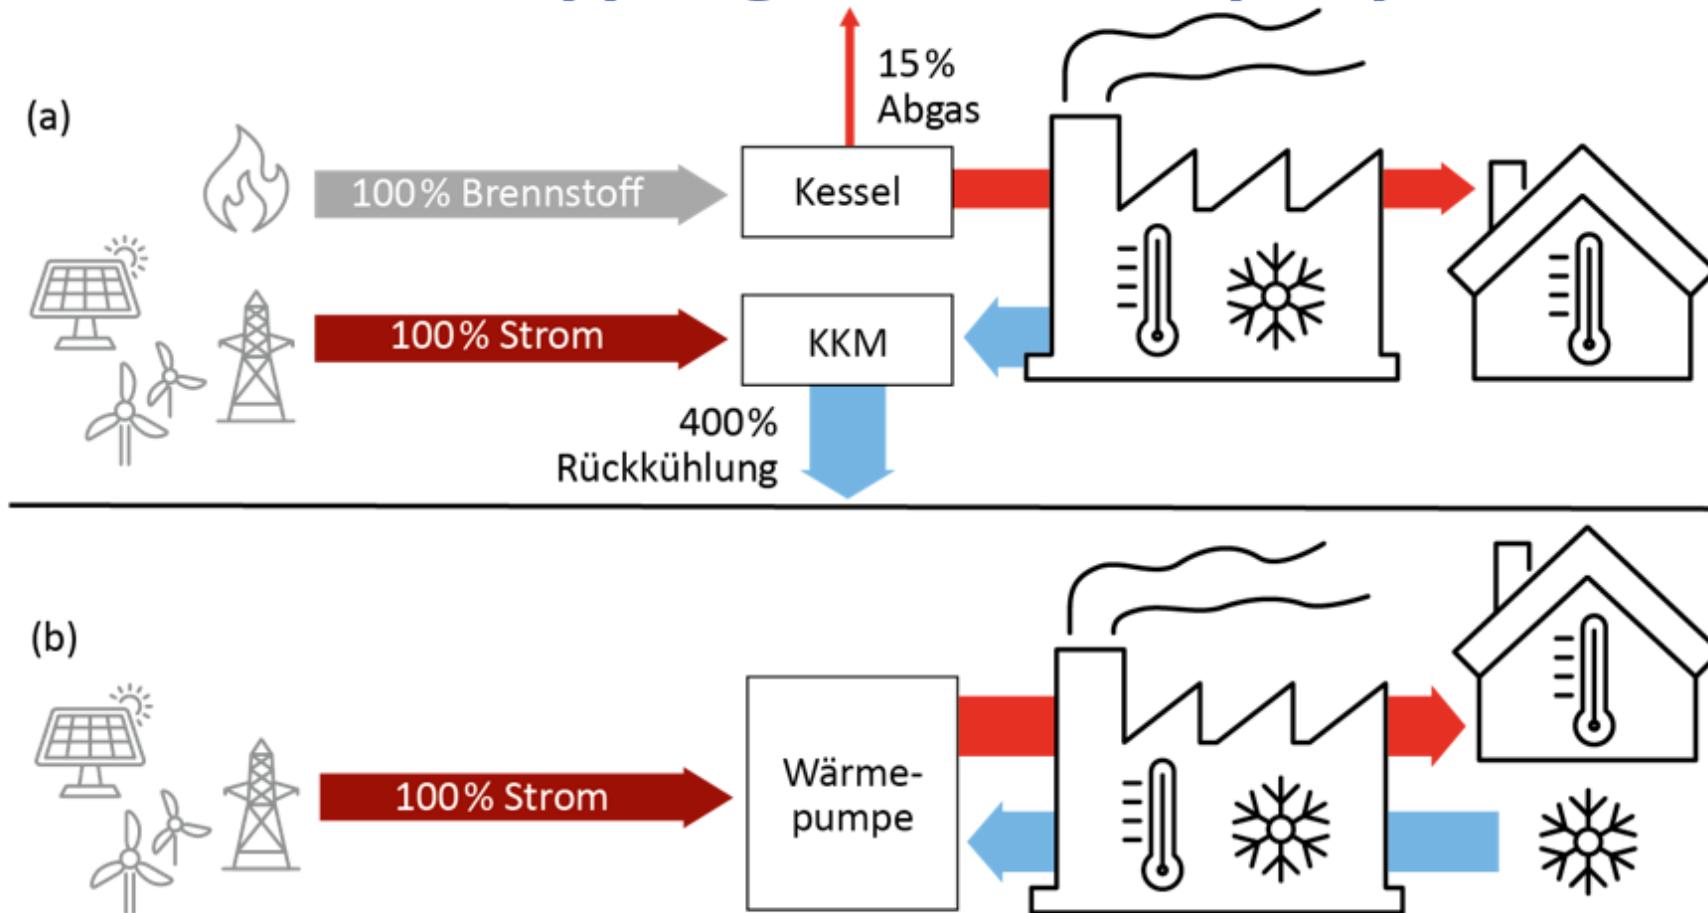 (a)
15 %
Abgas
100 % Brennstoff
Kessel
100 % Strom
KKM
400 %
Rückkühlung
(b)
100 % Strom
Wärme-
pumpe